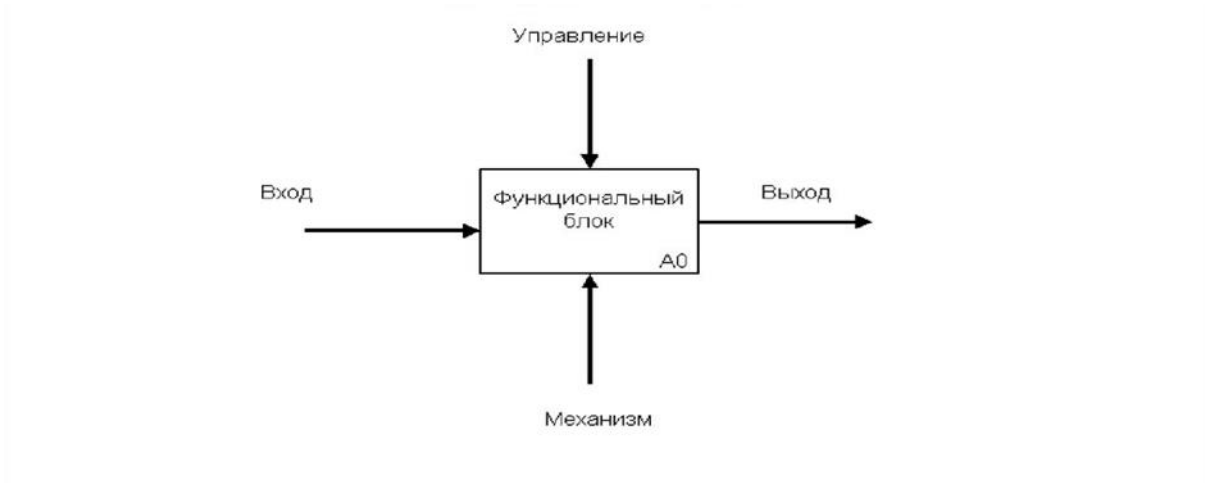 Управление
Вход
Функциональный
блок
Выход
A0
Механизм